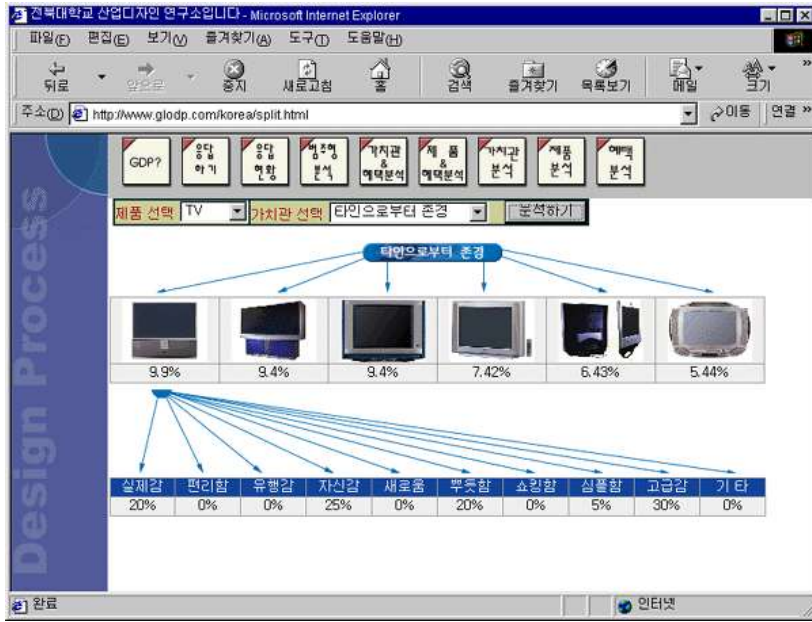 전북대학교 산업디자인 연구소입니다 - Microsoft Internet Explorer
파일(F) 편집(E) 보기(V) 즐겨찾기(A) 도구(T) 도움말(H)
뒤로 앞으로 중지 새로고침 홈 검색 즐겨찾기 목록보기 메일 크기 »
주소(D) http://www.glodp.com/korea/split.html 이동 연결 »
GDP? 응답 하기 응답 현황 범주형 분석 가치관 & 혜택분석 제 품 & 혜택분석 가치관 분석 제품 분석 혜택 분석
제품 선택 TV 가치관 선택 타인으로부터 존경 분석하기
타인으로부터 존경
9.9% 9.4% 9.4% 7.42% 6.43% 5.44%
실제감 편리함 유행감 자신감 새로움 뿌듯함 쇼킹함 심플함 고급감 기 타
20% 0% 0% 25% 0% 20% 0% 5% 30% 0%
Design Process
완료 인터넷